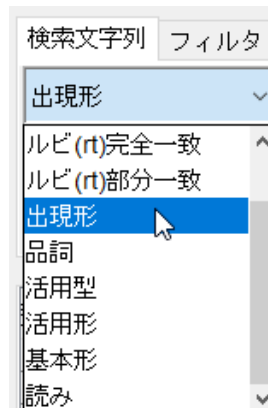 検索文字列 フィルタ
出現形
ルビ(rt)完全一致
ルビ(rt)部分一致
出現形
品詞
活用型
活用形
基本形
読み